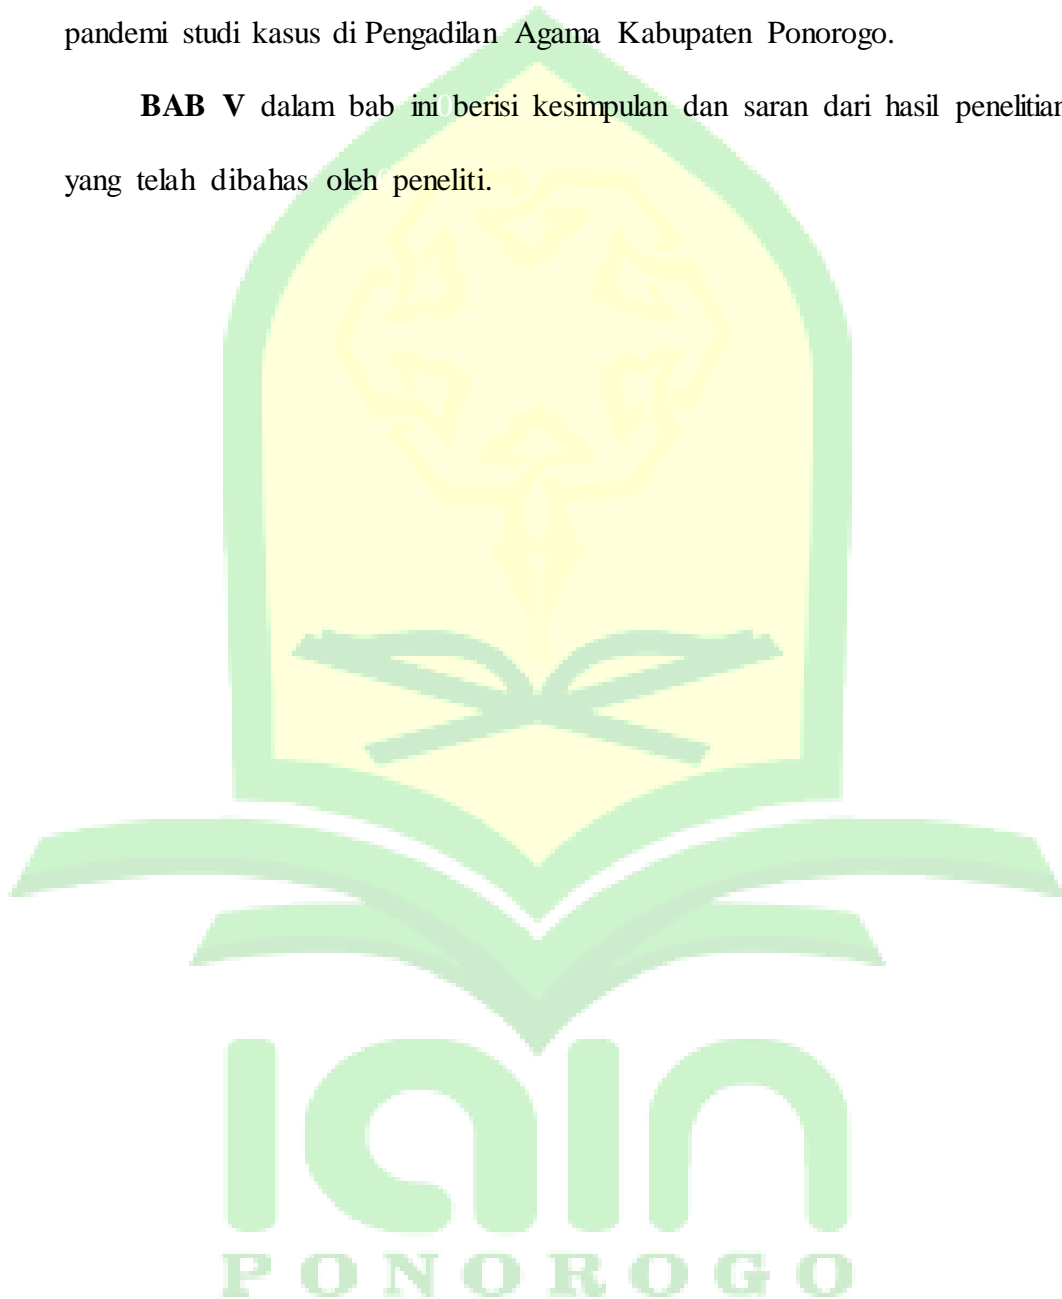 pandemi studi kasus di Pengadilan Agama Kabupaten Ponorogo.
BAB V dalam bab ini berisi kesimpulan dan saran dari hasil penelitian
yang telah dibahas oleh peneliti.
iain
PONOROGO